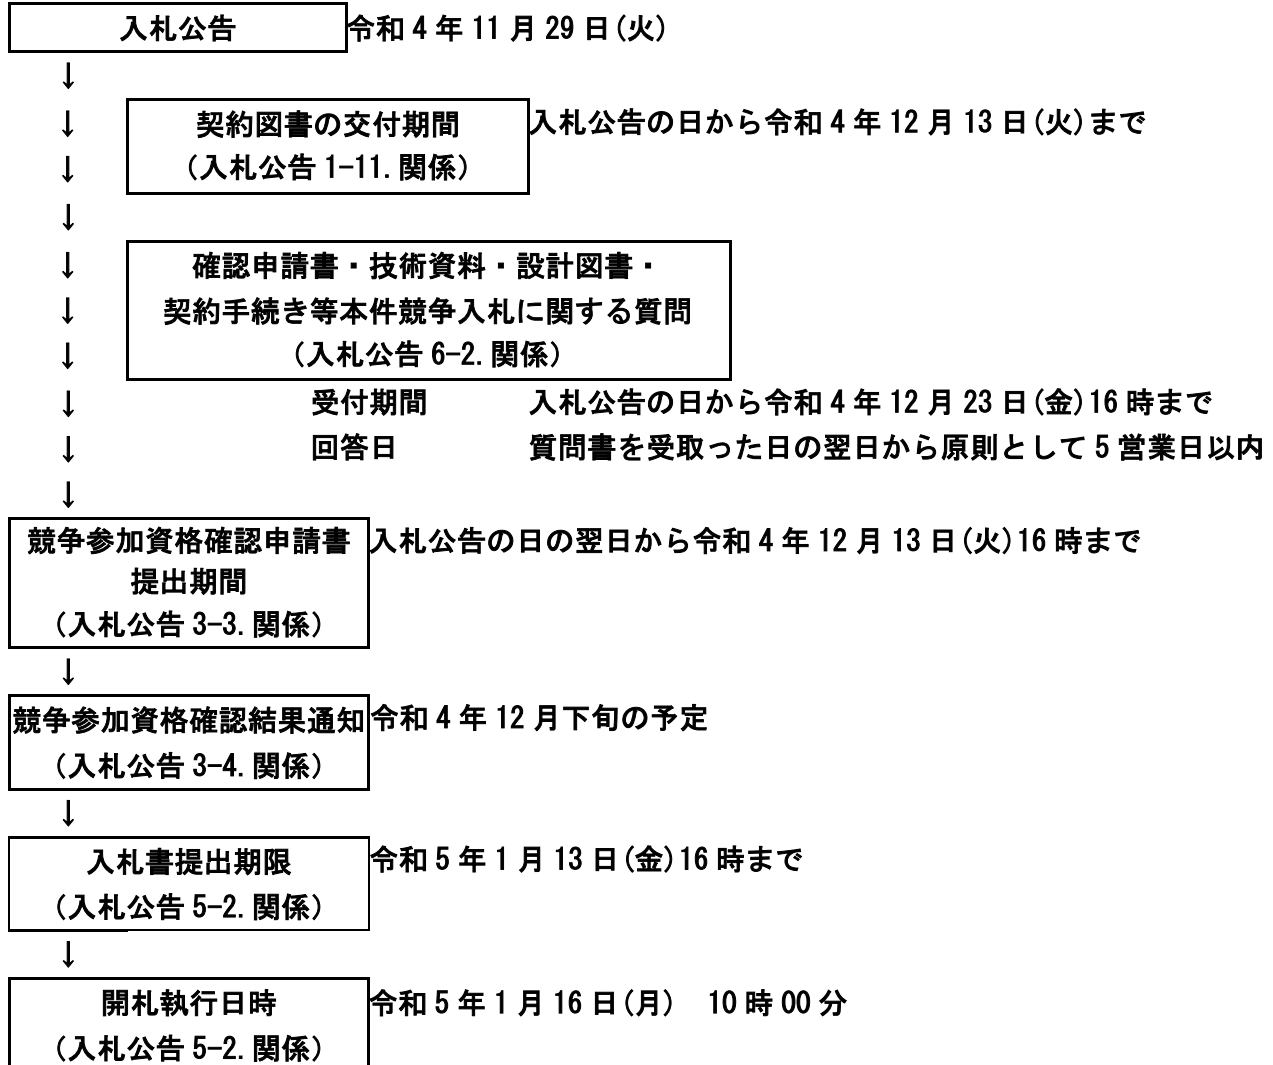 入札公告 令和4年11月29日(火)
↓
↓ 契約図書の交付期間 入札公告の日から令和4年12月13日(火)まで
↓ (入札公告1-11.関係)
↓
↓ 確認申請書・技術資料・設計図書・
↓ 契約手続き等本件競争入札に関する質問
↓ (入札公告6-2.関係)
↓ 受付期間 入札公告の日から令和4年12月23日(金)16時まで
↓ 回答日 質問書を受取った日の翌日から原則として5営業日以内
↓
競争参加資格確認申請書 入札公告の日の翌日から令和4年12月13日(火)16時まで
提出期間
(入札公告3-3.関係)
↓
競争参加資格確認結果通知 令和4年12月下旬の予定
(入札公告3-4.関係)
↓
入札書提出期限 令和5年1月13日(金)16時まで
(入札公告5-2.関係)
↓
開札執行日時 令和5年1月16日(月) 10時00分
(入札公告5-2.関係)